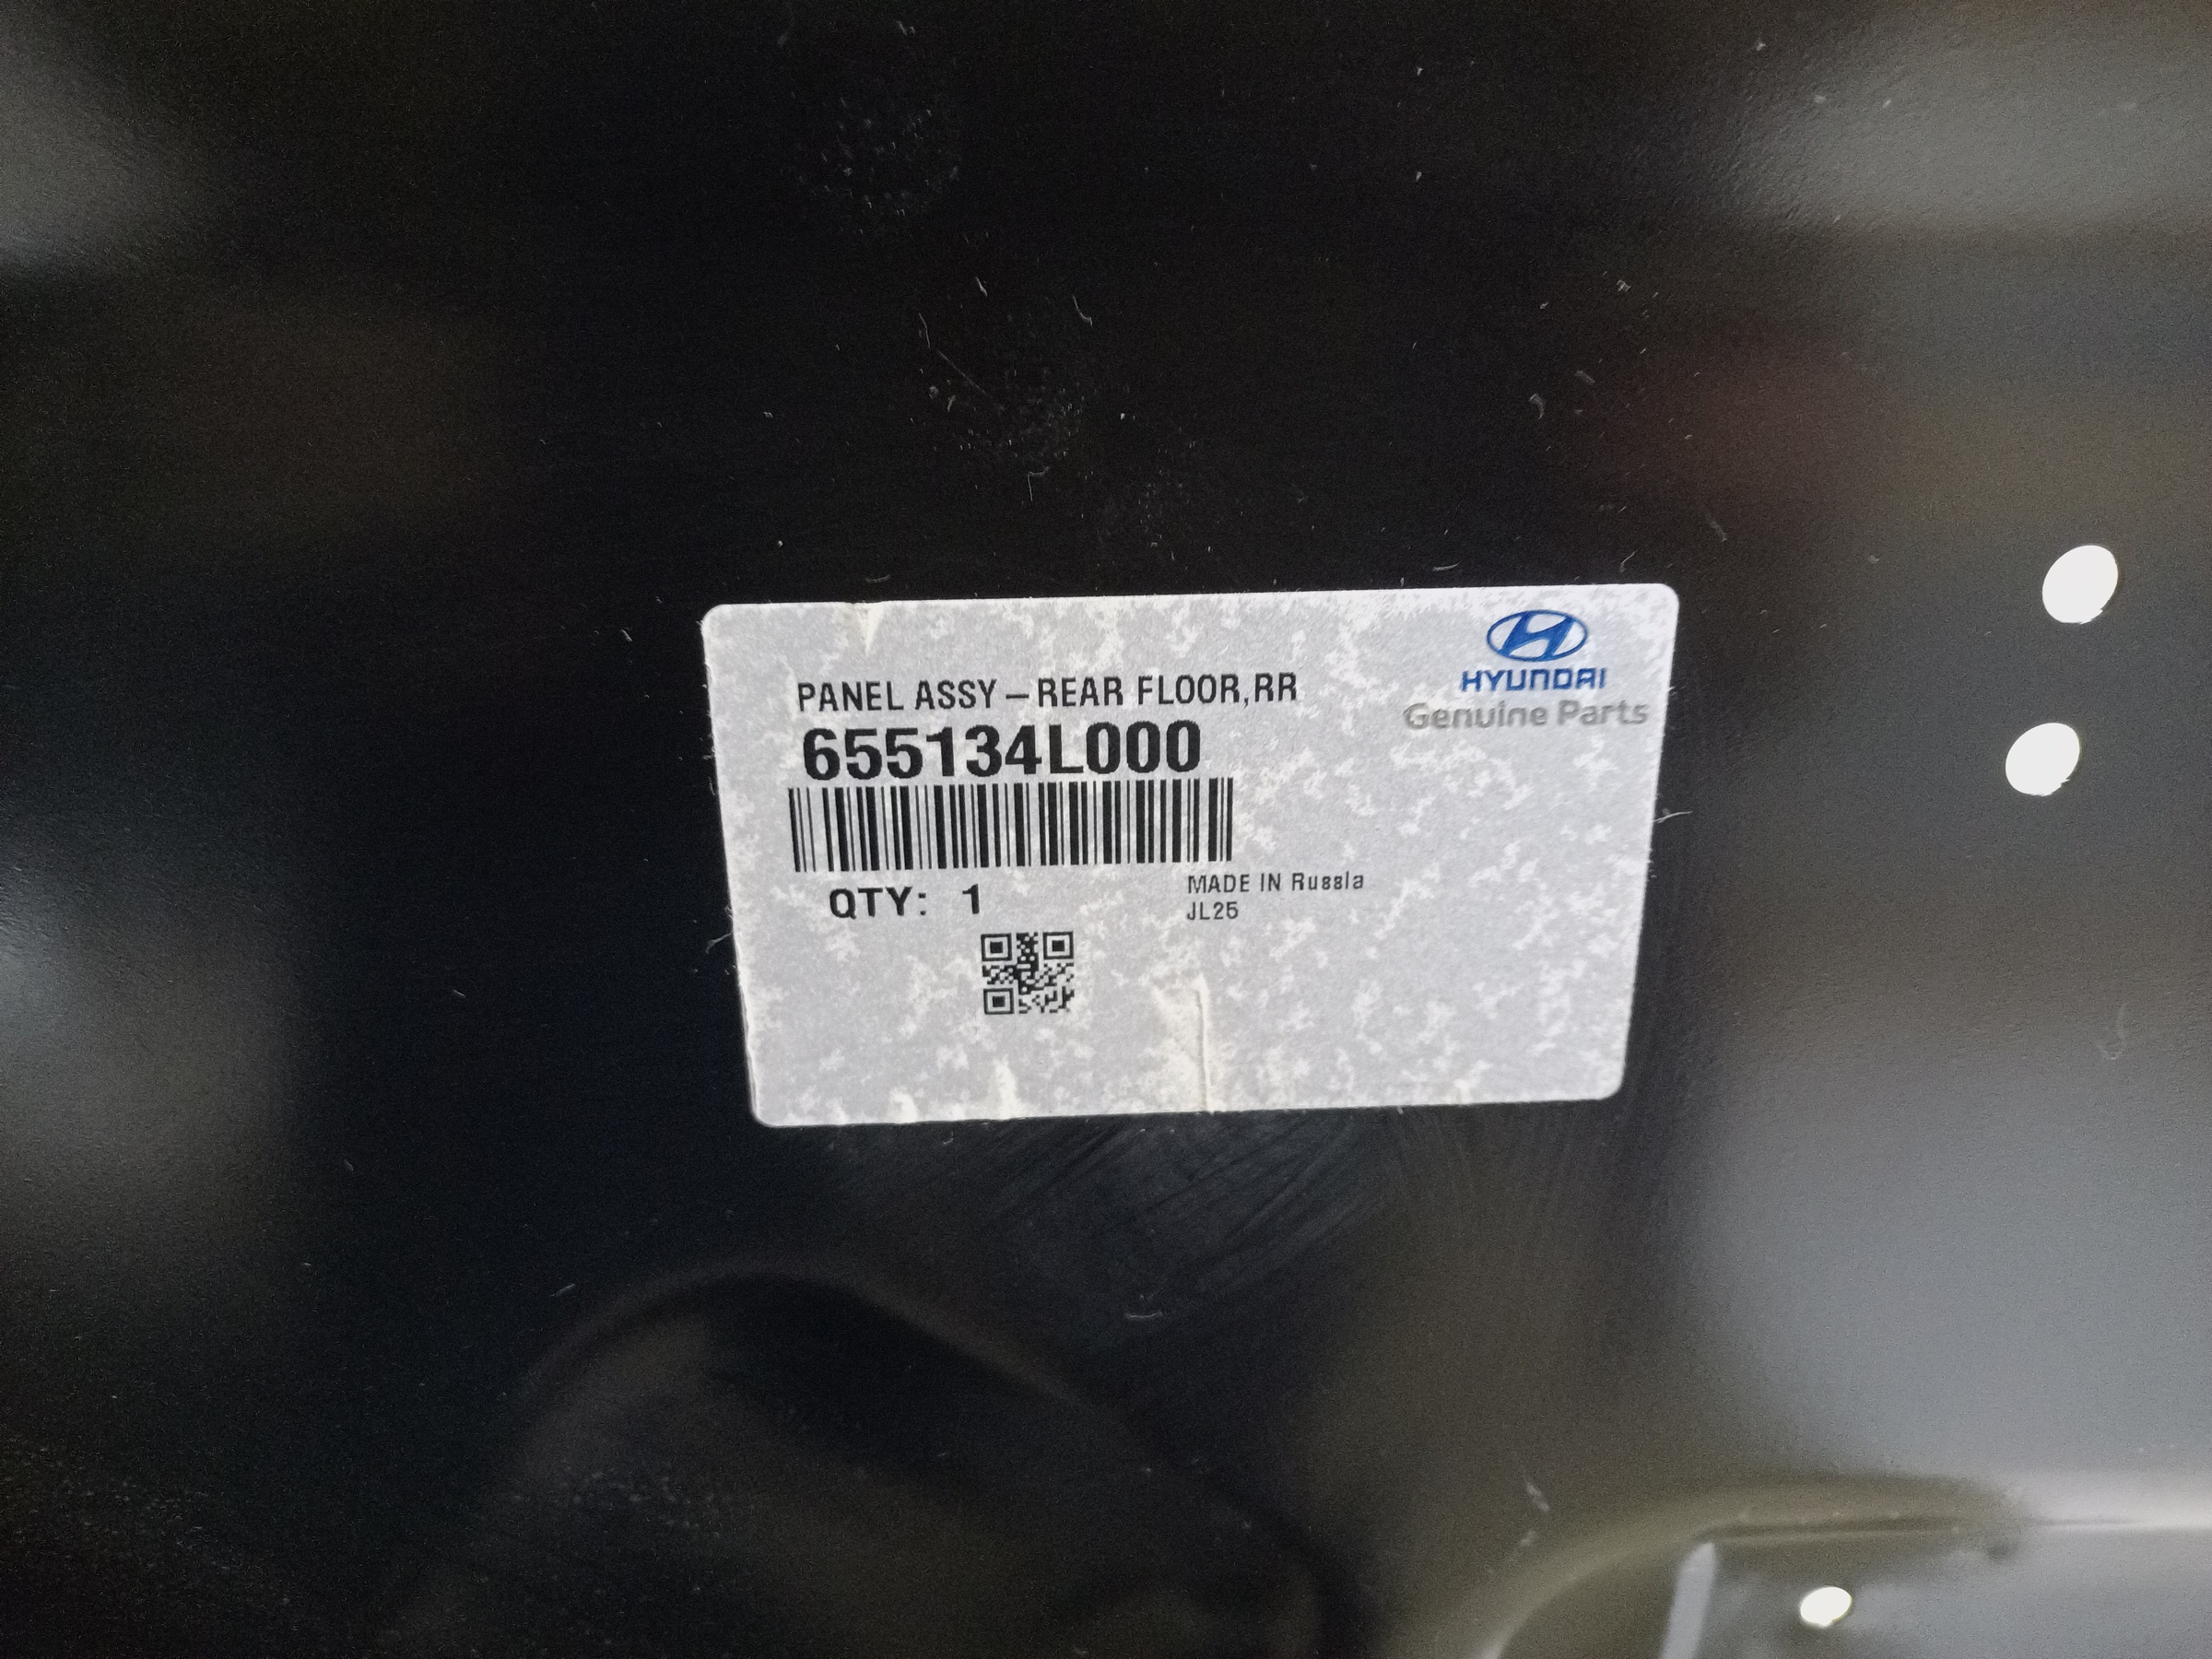 HYUNDAI
Genuine Parts
PANEL ASSY – REAR FLOOR,RR
655134L000
QTY: 1
MADE IN Russia
JL25